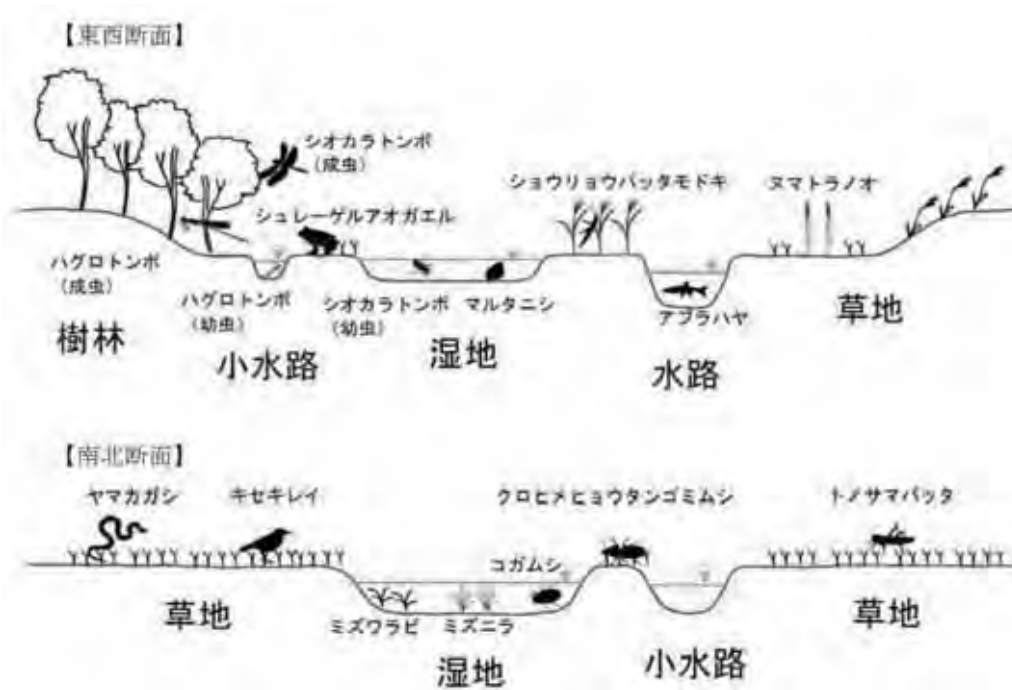 【東西断面】
シオカラトンボ
(成虫)
ショウリョウバッタモドキ
ヌマトラノオ
シュレーゲルアオガエル
ハグロトンボ
(成虫)
ハグロトンボ
(幼虫)
シオカラトンボ
(幼虫)
マルタニシ
アブラハヤ
樹林
小水路
湿地
水路
草地
【南北断面】
ヤマカガシ
キセキレイ
クロヒメヒョウタンゴミムシ
トノサマバッタ
コガムシ
草地
ミズワラビ
ミズニラ
草地
湿地
小水路